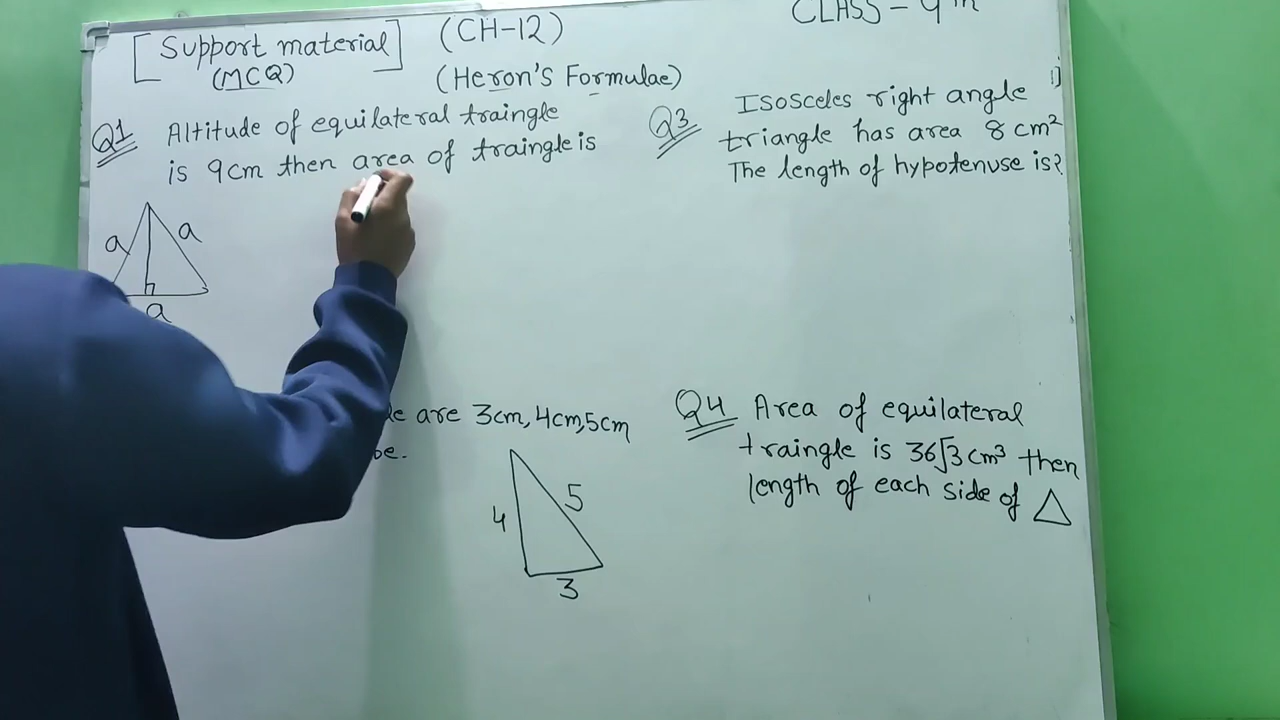 CLASS - 9th
[Support material] (CH-12)
(MCQ) (Heron's Formulae)
Q1 Altitude of equilateral traingle
is 9cm then area of traingle is
a a
a
Q3 Isosceles right angle
triangle has area 8 cm²
The length of hypotenuse is?
are 3cm, 4cm, 5cm
be.
4 5
3
Q4 Area of equilateral
traingle is 36√3 cm³ then
length of each side of △